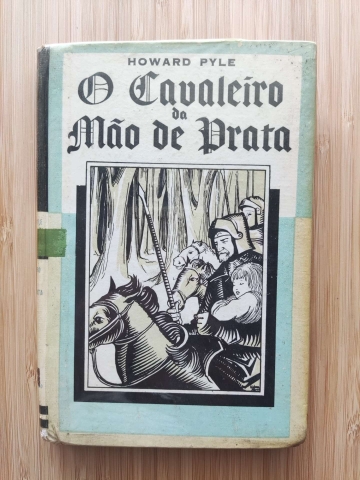 HOWARD PYLE
O Cavaleiro
da
Mão de Prata